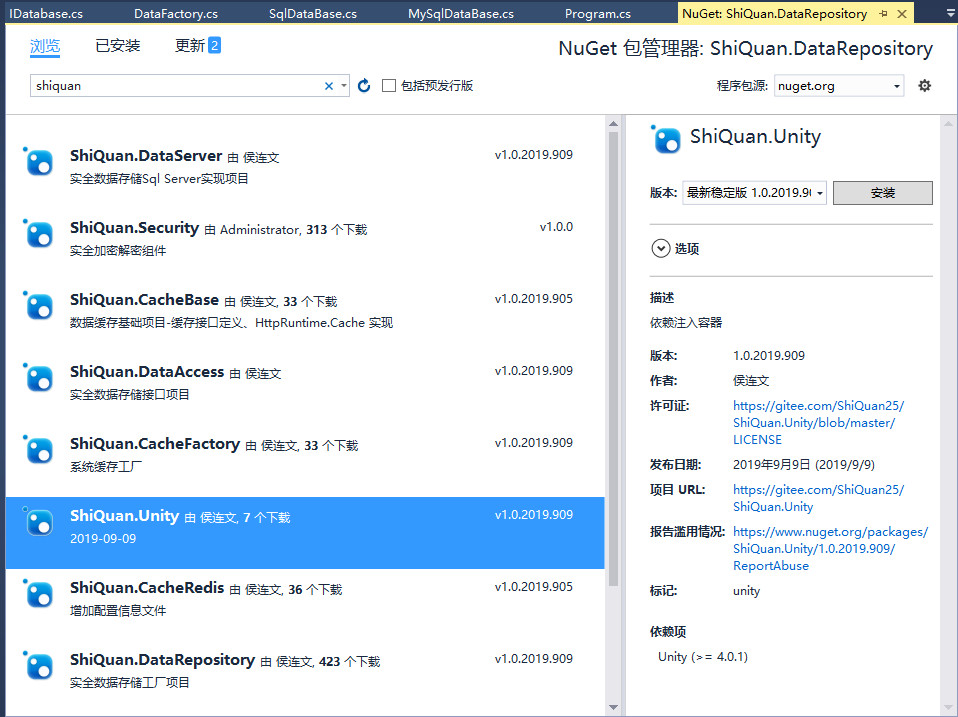 IDatabase.cs DataFactory.cs SqlDataBase.cs MySqlDataBase.cs Program.cs NuGet: ShiQuan.DataRepository
浏览 已安装 更新 2
NuGet 包管理器: ShiQuan.DataRepository
shiquan 包括预发行版 程序包源: nuget.org
ShiQuan.DataServer 由 侯连文 v1.0.2019.909
实全数据存储Sql Server实现项目
ShiQuan.Security 由 Administrator, 313 个下载 v1.0.0
实全加密解密组件
ShiQuan.CacheBase 由 侯连文, 33 个下载 v1.0.2019.905
数据缓存基础项目-缓存接口定义、HttpRuntime.Cache 实现
ShiQuan.DataAccess 由 侯连文 v1.0.2019.909
实全数据存储接口项目
ShiQuan.CacheFactory 由 侯连文, 33 个下载 v1.0.2019.909
系统缓存工厂
ShiQuan.Unity 由 侯连文, 7 个下载 v1.0.2019.909
2019-09-09
ShiQuan.CacheRedis 由 侯连文, 36 个下载 v1.0.2019.905
增加配置信息文件
ShiQuan.DataRepository 由 侯连文, 423 个下载 v1.0.2019.909
实全数据存储工厂项目
ShiQuan.Unity
版本: 最新稳定版 1.0.2019.9 安装
选项
描述
依赖注入容器
版本: 1.0.2019.909
作者: 侯连文
许可证: https://gitee.com/ShiQuan25/
ShiQuan.Unity/blob/master/
LICENSE
发布日期: 2019年9月9日 (2019/9/9)
项目 URL: https://gitee.com/ShiQuan25/
ShiQuan.Unity
报告滥用情况: https://www.nuget.org/packages/
ShiQuan.Unity/1.0.2019.909/
ReportAbuse
标记: unity
依赖项
Unity (>= 4.0.1)